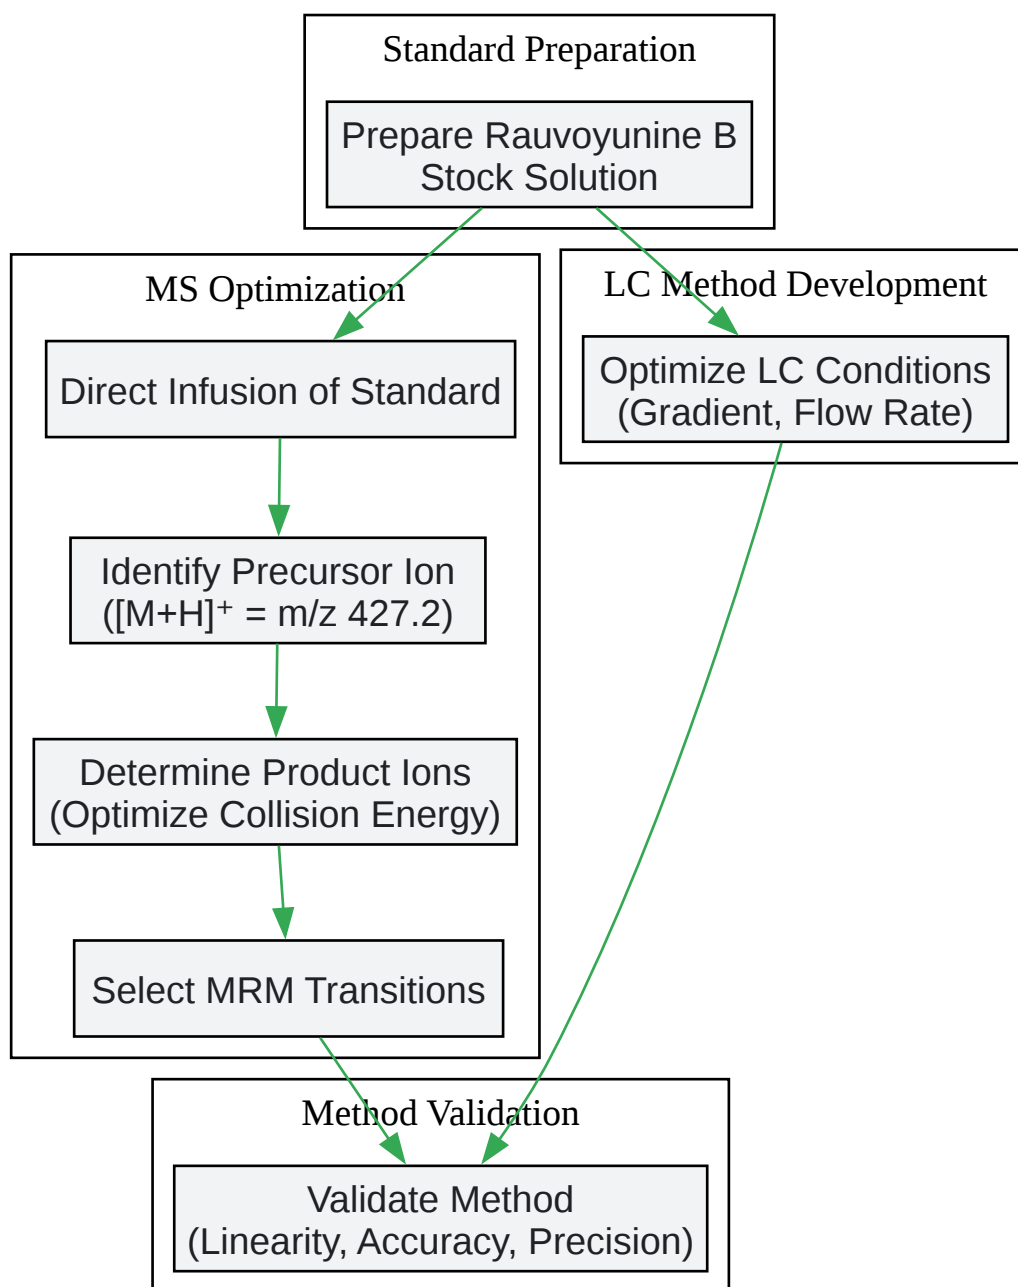 Standard Preparation
Prepare Rauvoyunine B
Stock Solution
MS Optimization
Direct Infusion of Standard
Identify Precursor Ion
([M+H]⁺ = m/z 427.2)
Determine Product Ions
(Optimize Collision Energy)
Select MRM Transitions
LC Method Development
Optimize LC Conditions
(Gradient, Flow Rate)
Method Validation
Validate Method
(Linearity, Accuracy, Precision)